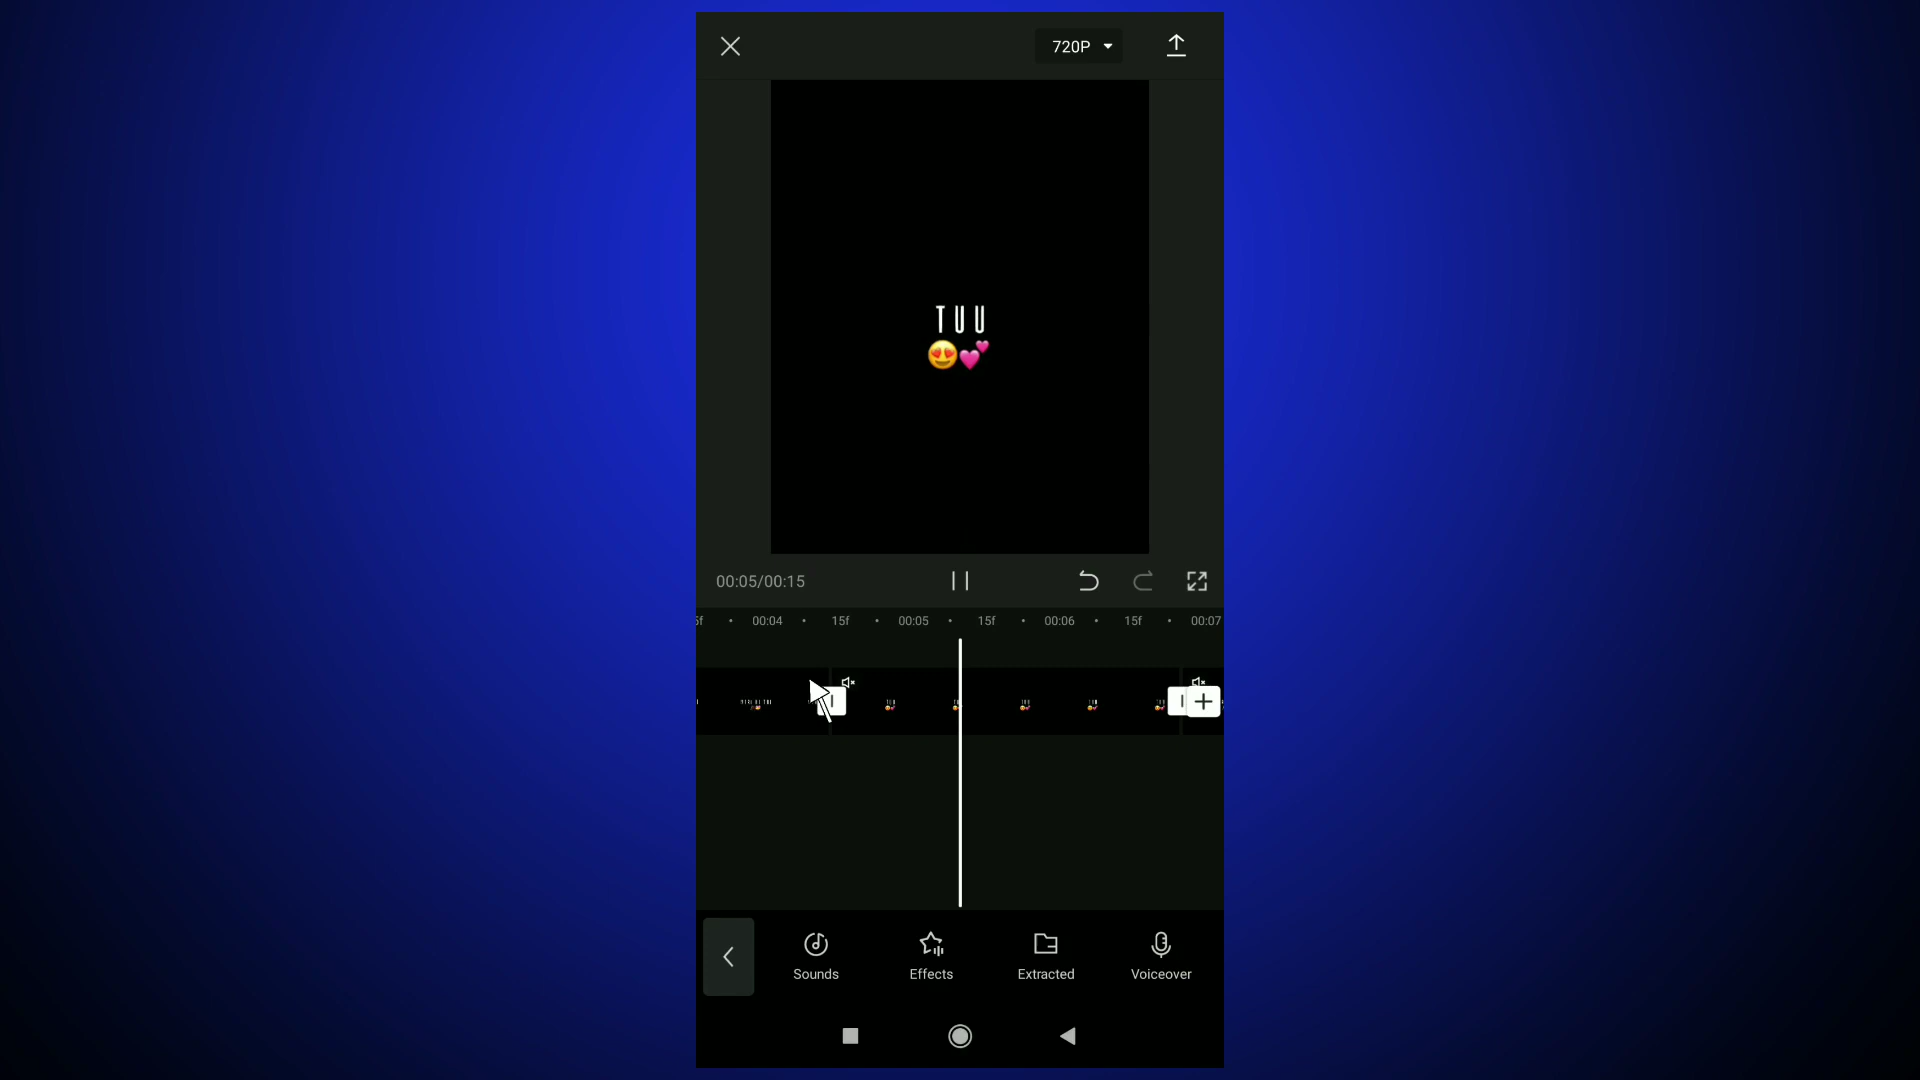 720P
TUU
😍💕
00:05/00:15
00:04 15f 00:05 15f 00:06 15f 00:07
Sounds Effects Extracted Voiceover